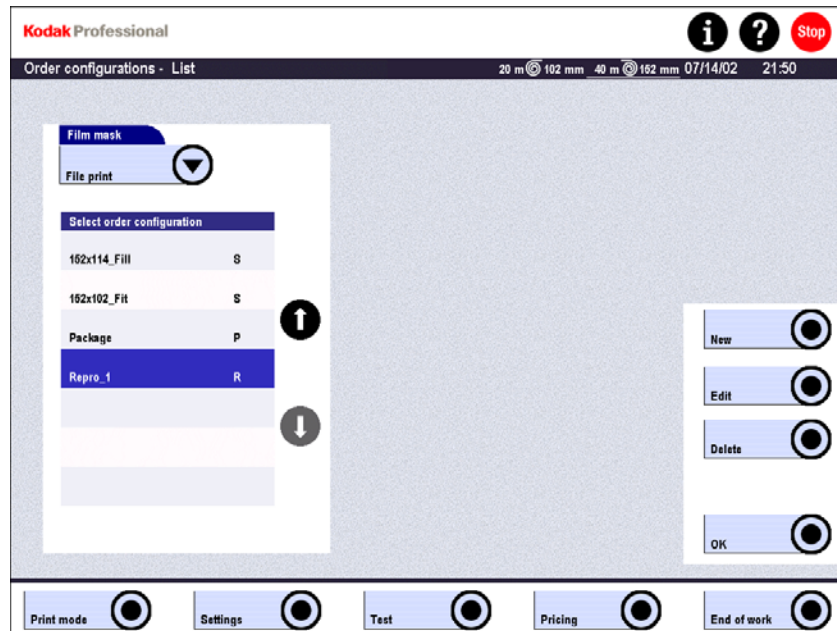 Kodak Professional
i ? Stop
Order configurations - List 20 m 102 mm 40 m 152 mm 07/14/02 21:50
Film mask
File print
Select order configuration
152x114_Fill S
152x102_Fit S
Package P
Repro_1 R
New
Edit
Delete
OK
Print mode Settings Test Pricing End of work